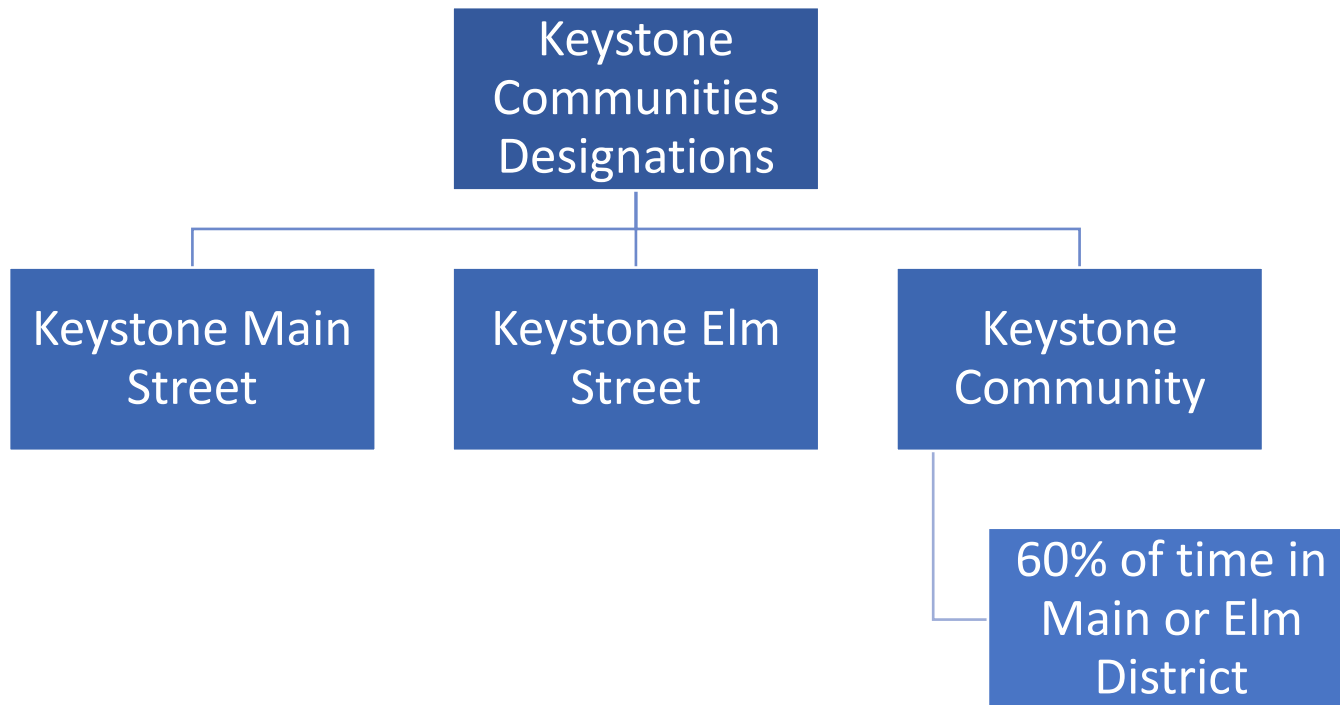 Keystone
Communities
Designations
Keystone Main
Street
Keystone Elm
Street
Keystone
Community
60% of time in
Main or Elm
District